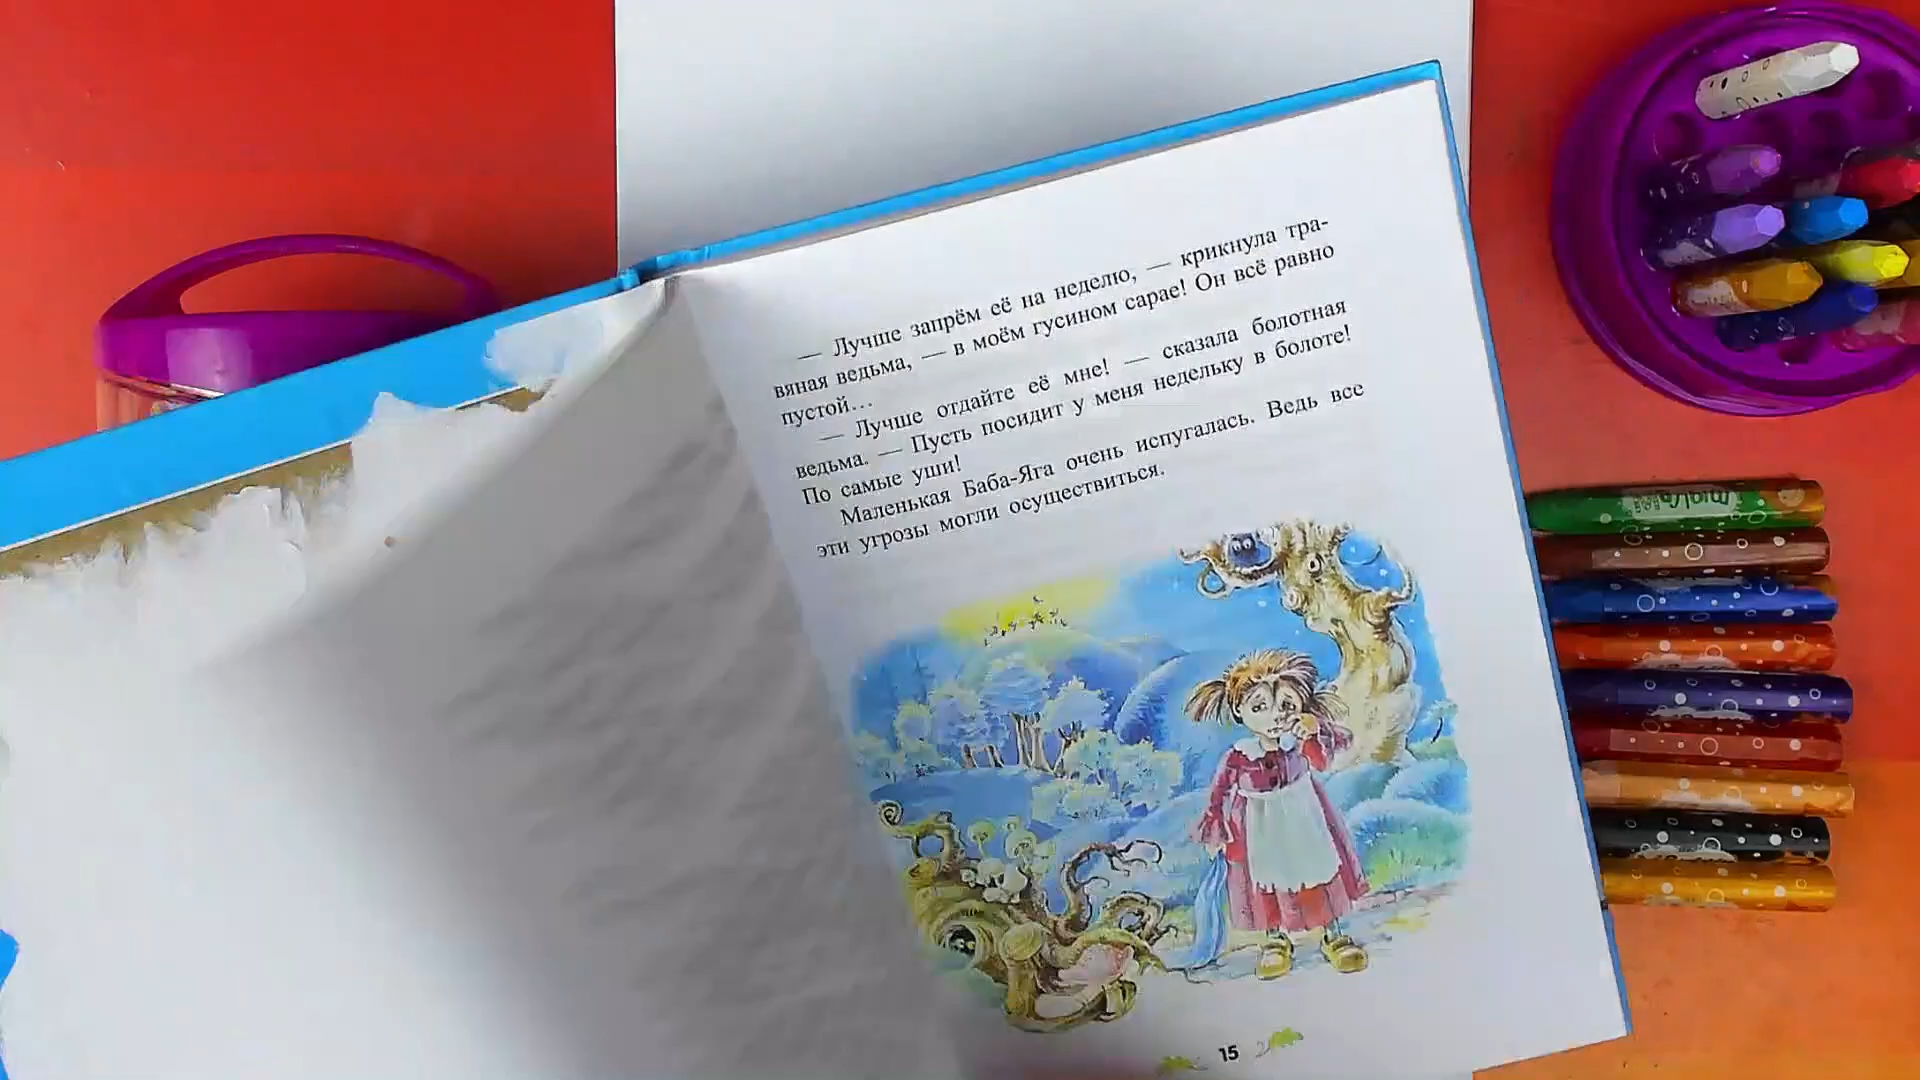 — Лучше запрём её на неделю, — крикнула тра-
вяная ведьма, — в моём гусином сарае! Он всё равно
пустой...
— Лучше отдайте её мне! — сказала болотная
ведьма. — Пусть посидит у меня недельку в болоте!
По самые уши!
Маленькая Баба-Яга очень испугалась. Ведь все
эти угрозы могли осуществиться.
15